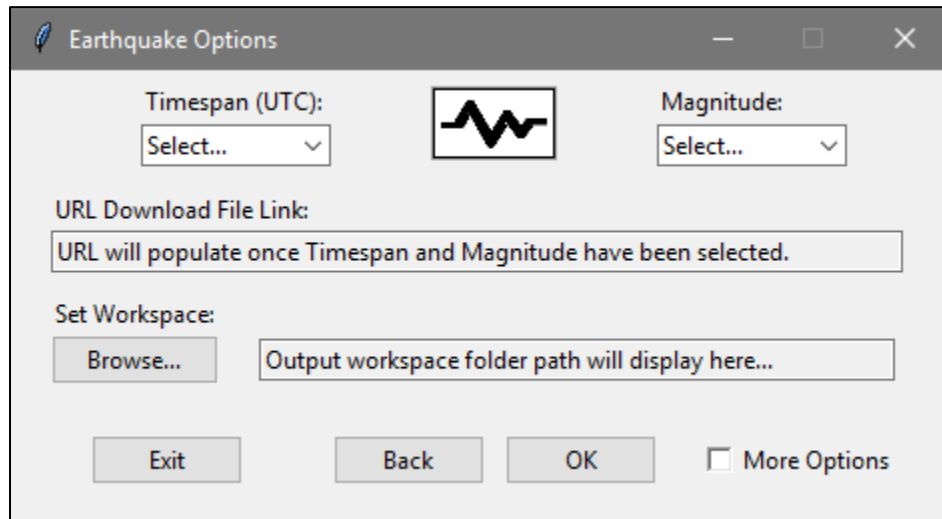 Earthquake Options
Timespan (UTC):
Magnitude:
Select...
Select...
URL Download File Link:
URL will populate once Timespan and Magnitude have been selected.
Set Workspace:
Browse...
Output workspace folder path will display here...
Exit
Back
OK
More Options